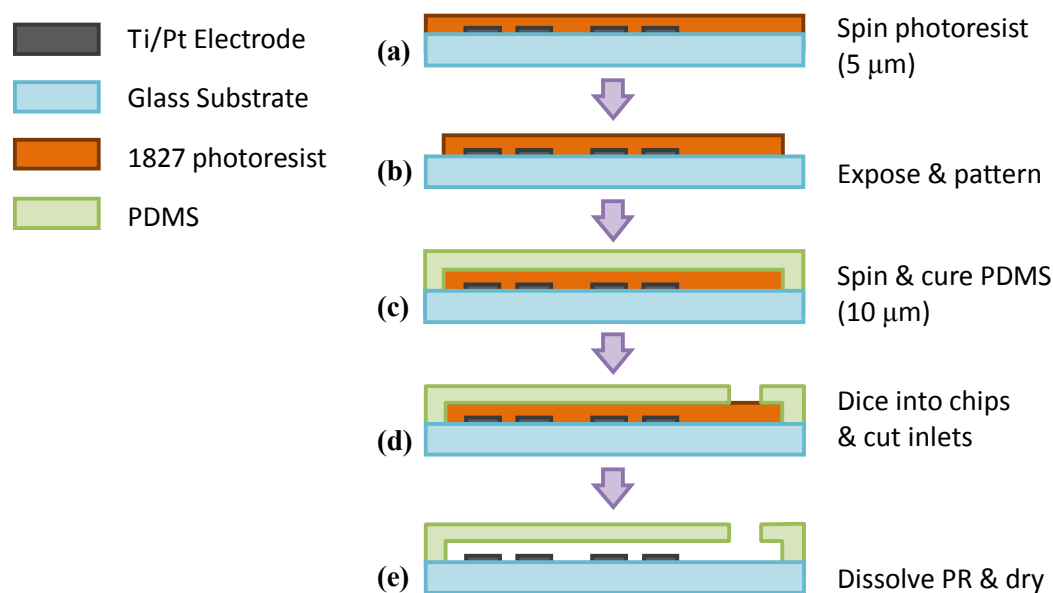 Ti/Pt Electrode
Glass Substrate
1827 photoresist
PDMS
(a)
Spin photoresist
(5 μm)
(b)
Expose & pattern
(c)
Spin & cure PDMS
(10 μm)
(d)
Dice into chips
& cut inlets
(e)
Dissolve PR & dry